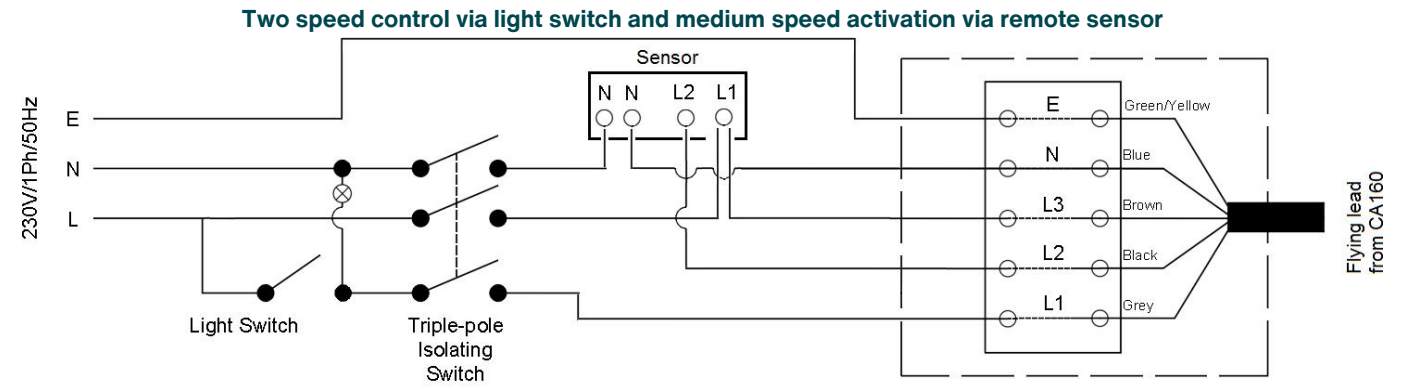 Two speed control via light switch and medium speed activation via remote sensor
230V/1Ph/50Hz
E
N
L
Light Switch
Triple-pole
Isolating
Switch
Sensor
N N L2 L1
E Green/Yellow
N Blue
L3 Brown
L2 Black
L1 Grey
Flying lead
from CA160